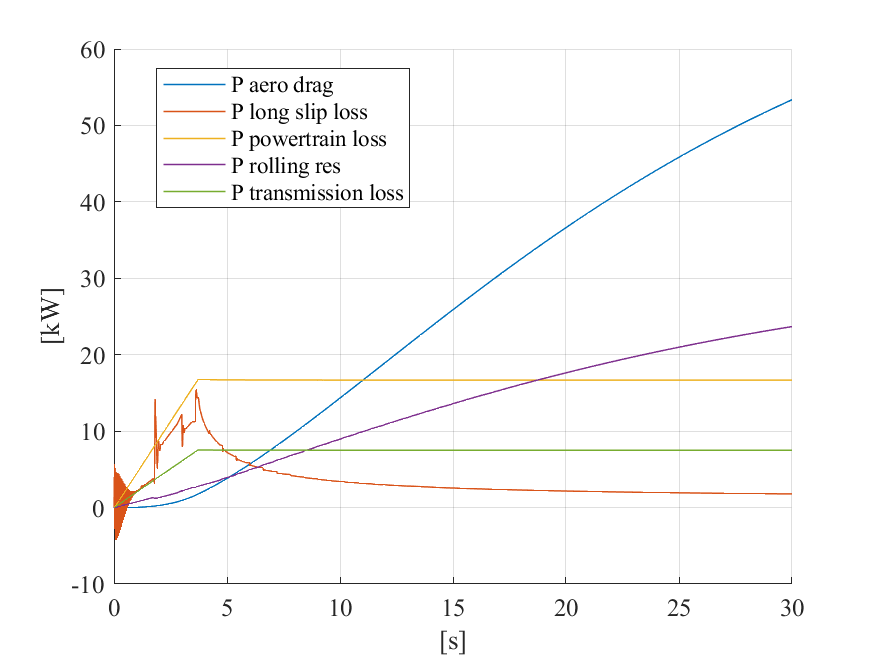 60
50
40
30
20
10
0
-10
[kW]
P aero drag
P long slip loss
P powertrain loss
P rolling res
P transmission loss
0 5 10 15 20 25 30
[s]